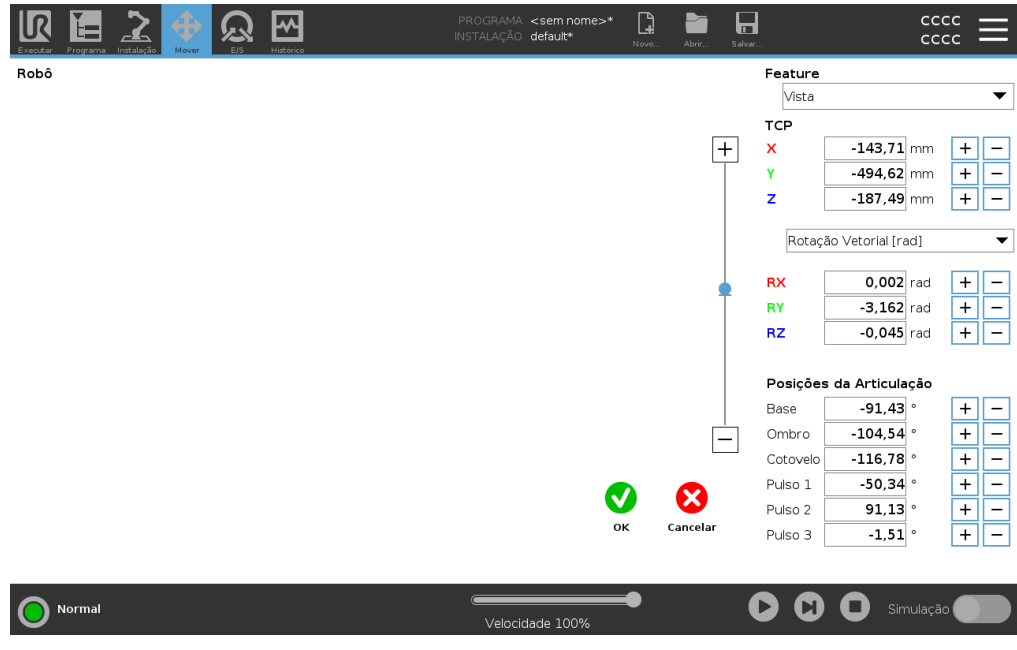 PROGRAMA <sem nome>*
INSTALAÇÃO default*
CCCC
CCCC
Executar Programa Instalação Mover E/S Histórico Novo... Abrir... Salvar...
Robô
Feature
Vista
TCP
X -143,71 mm + −
Y -494,62 mm + −
Z -187,49 mm + −
Rotação Vetorial [rad]
RX 0,002 rad + −
RY -3,162 rad + −
RZ -0,045 rad + −
Posições da Articulação
Base -91,43 ° + −
Ombro -104,54 ° + −
Cotovelo -116,78 ° + −
Pulso 1 -50,34 ° + −
Pulso 2 91,13 ° + −
Pulso 3 -1,51 ° + −
OK Cancelar
Normal
Velocidade 100%
Simulação